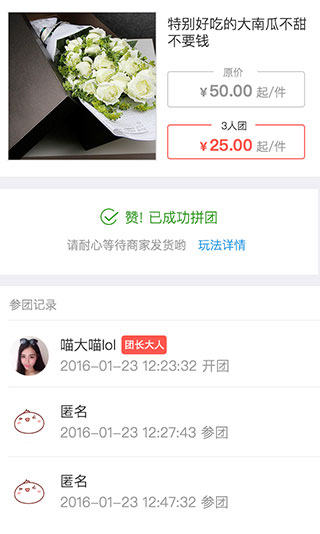 特别好吃的大南瓜不甜
不要钱
原价
￥50.00 起/件
3人团
￥25.00 起/件
赞! 已成功拼团
请耐心等待商家发货哟 玩法详情
参团记录
喵大喵lol 团长大人
2016-01-23 12:23:32 开团
匿名
2016-01-23 12:27:43 参团
匿名
2016-01-23 12:47:32 参团